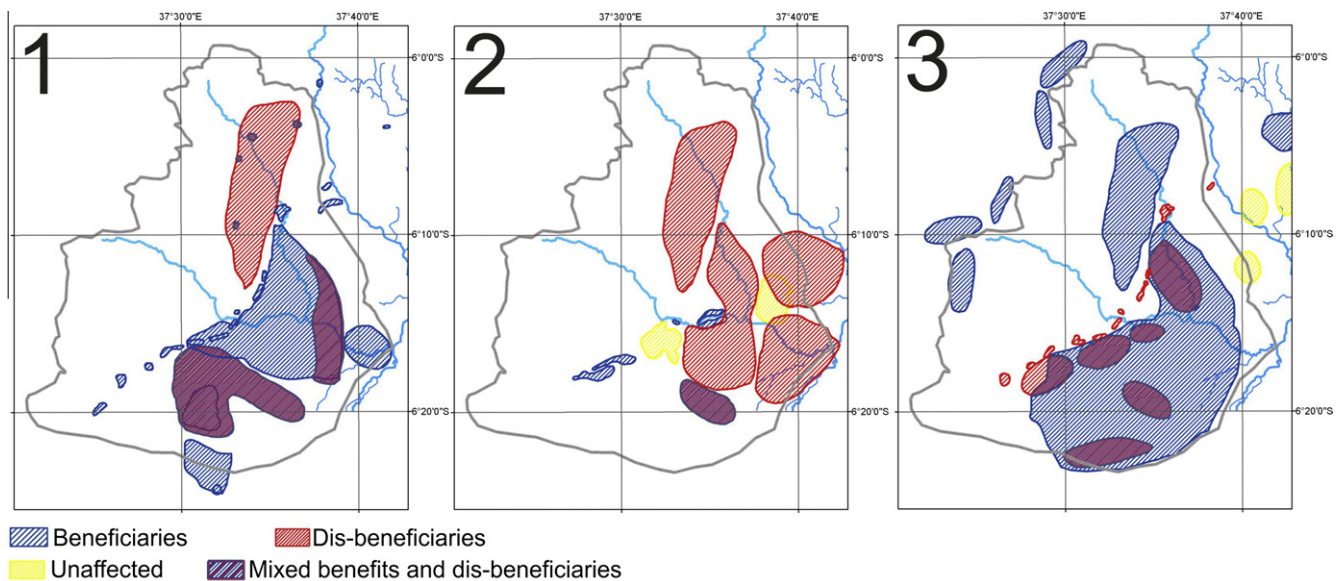 37°30'0"E 37°40'0"E 37°30'0"E 37°40'0"E 37°30'0"E 37°40'0"E
1 2 3
6°0'0"S 6°0'0"S 6°0'0"S
6°10'0"S 6°10'0"S 6°10'0"S
6°20'0"S 6°20'0"S 6°20'0"S
Beneficiaries Dis-beneficiaries
Unaffected Mixed benefits and dis-beneficiaries